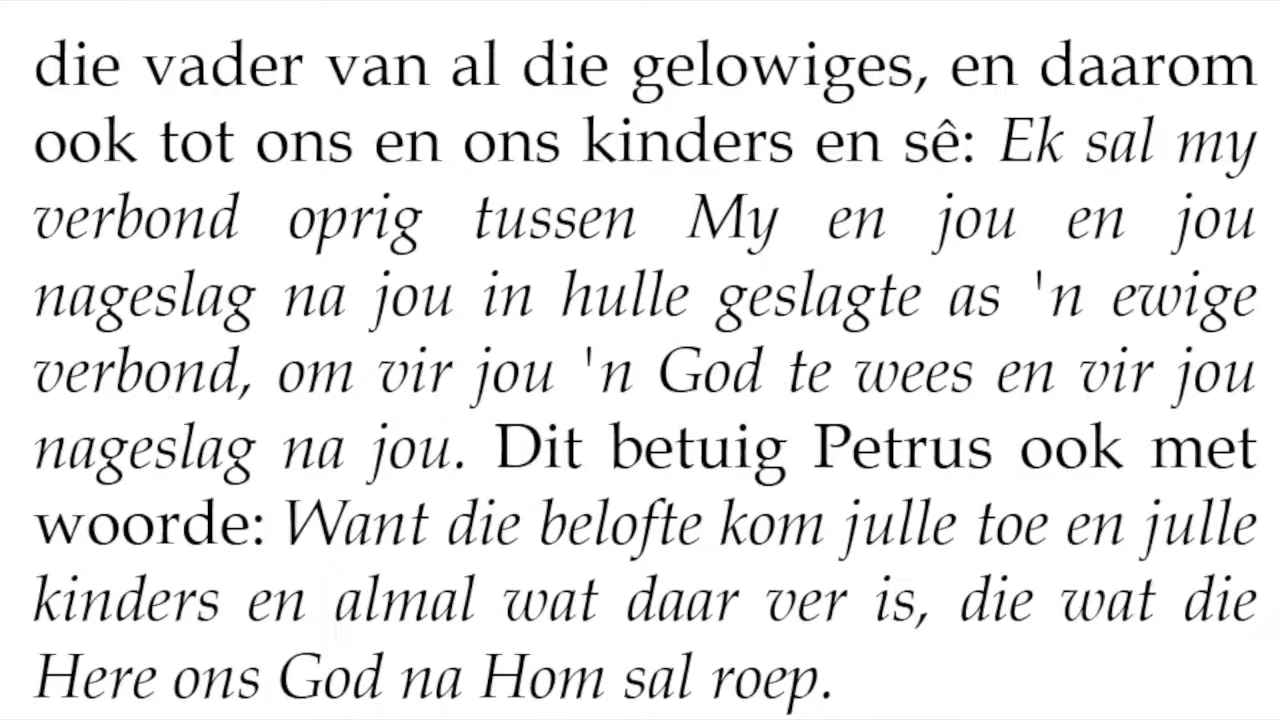 die vader van al die gelowiges, en daarom
ook tot ons en ons kinders en sê: Ek sal my
verbond oprig tussen My en jou en jou
nageslag na jou in hulle geslagte as 'n ewige
verbond, om vir jou 'n God te wees en vir jou
nageslag na jou. Dit betuig Petrus ook met
woorde: Want die belofte kom julle toe en julle
kinders en almal wat daar ver is, die wat die
Here ons God na Hom sal roep.